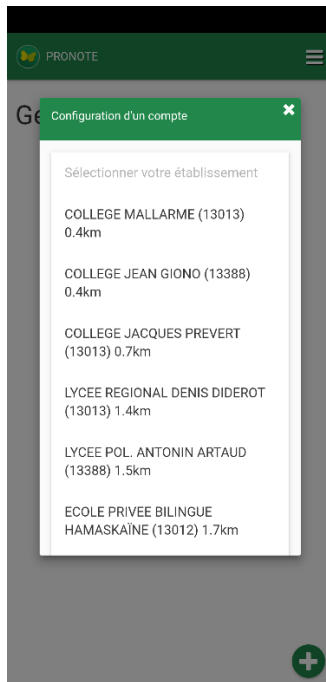 PRONOTE
Ge
Configuration d'un compte
Sélectionner votre établissement
COLLEGE MALLARME (13013)
0.4km
COLLEGE JEAN GIONO (13388)
0.4km
COLLEGE JACQUES PREVERT
(13013) 0.7km
LYCEE REGIONAL DENIS DIDEROT
(13013) 1.4km
LYCEE POL. ANTONIN ARTAUD
(13388) 1.5km
ECOLE PRIVEE BILINGUE
HAMASKAÏNE (13012) 1.7km